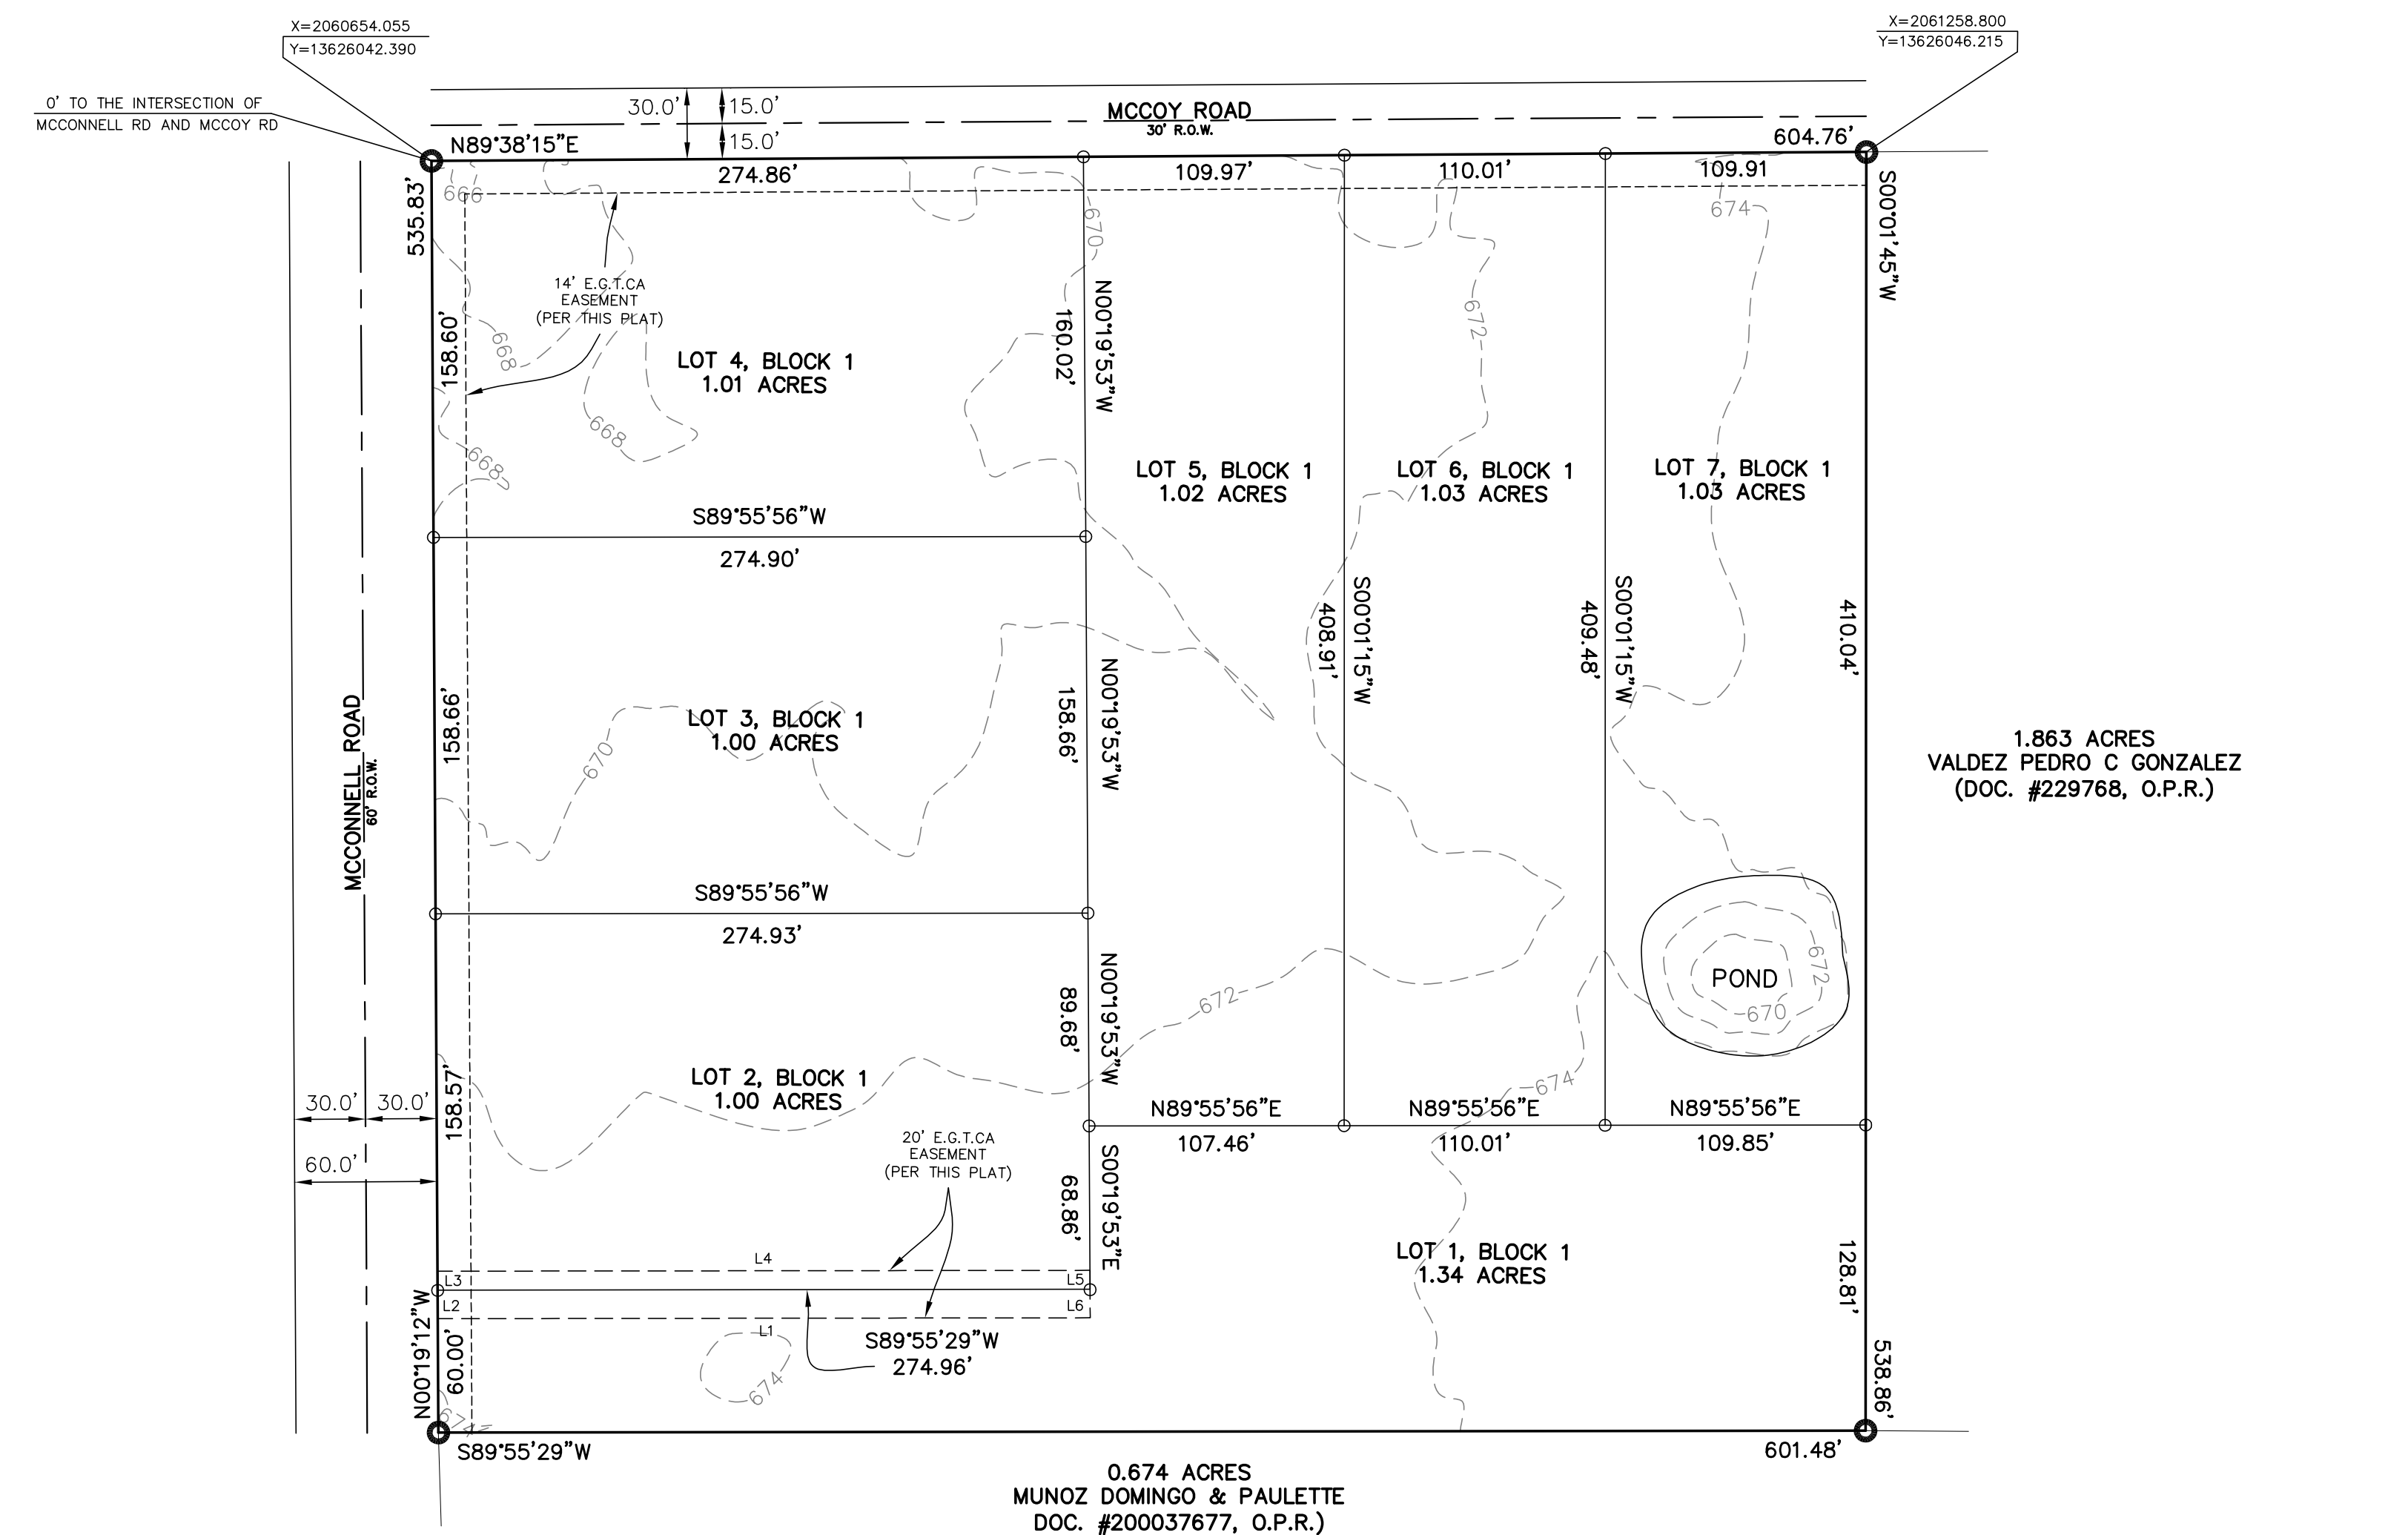 X=2060654.055
Y=13626042.390
X=2061258.800
Y=13626046.215
0' TO THE INTERSECTION OF
MCCONNELL RD AND MCCOY RD
30.0'
15.0'
15.0'
MCCOY ROAD
30' R.O.W.
604.76'
N89°38'15"E
274.86'
109.97'
110.01'
109.91
535.83'
S00°01'45"W
666
670
674
14' E.G.T.CA
EASEMENT
(PER THIS PLAT)
158.60'
668
668
668
LOT 4, BLOCK 1
1.01 ACRES
160.02'
N00°19'53"W
672
LOT 5, BLOCK 1
1.02 ACRES
LOT 6, BLOCK 1
1.03 ACRES
LOT 7, BLOCK 1
1.03 ACRES
S89°55'56"W
274.90'
408.91'
S00°01'15"W
409.48'
S00°01'15"W
410.04'
MCCONNELL ROAD
60' R.O.W.
158.66'
670
LOT 3, BLOCK 1
1.00 ACRES
158.66'
N00°19'53"W
1.863 ACRES
VALDEZ PEDRO C GONZALEZ
(DOC. #229768, O.P.R.)
S89°55'56"W
274.93'
89.68'
N00°19'53"W
672
POND
672
670
674
30.0'
30.0'
60.0'
158.57'
LOT 2, BLOCK 1
1.00 ACRES
N89°55'56"E
107.46'
N89°55'56"E
110.01'
N89°55'56"E
109.85'
20' E.G.T.CA
EASEMENT
(PER THIS PLAT)
68.86'
S00°19'53"E
LOT 1, BLOCK 1
1.34 ACRES
128.81'
L4
L3
L5
L2
L6
L1
N00°19'12"W
60.00'
S89°55'29"W
274.96'
674
674
538.86'
S89°55'29"W
601.48'
0.674 ACRES
MUNOZ DOMINGO & PAULETTE
DOC. #200037677, O.P.R.)